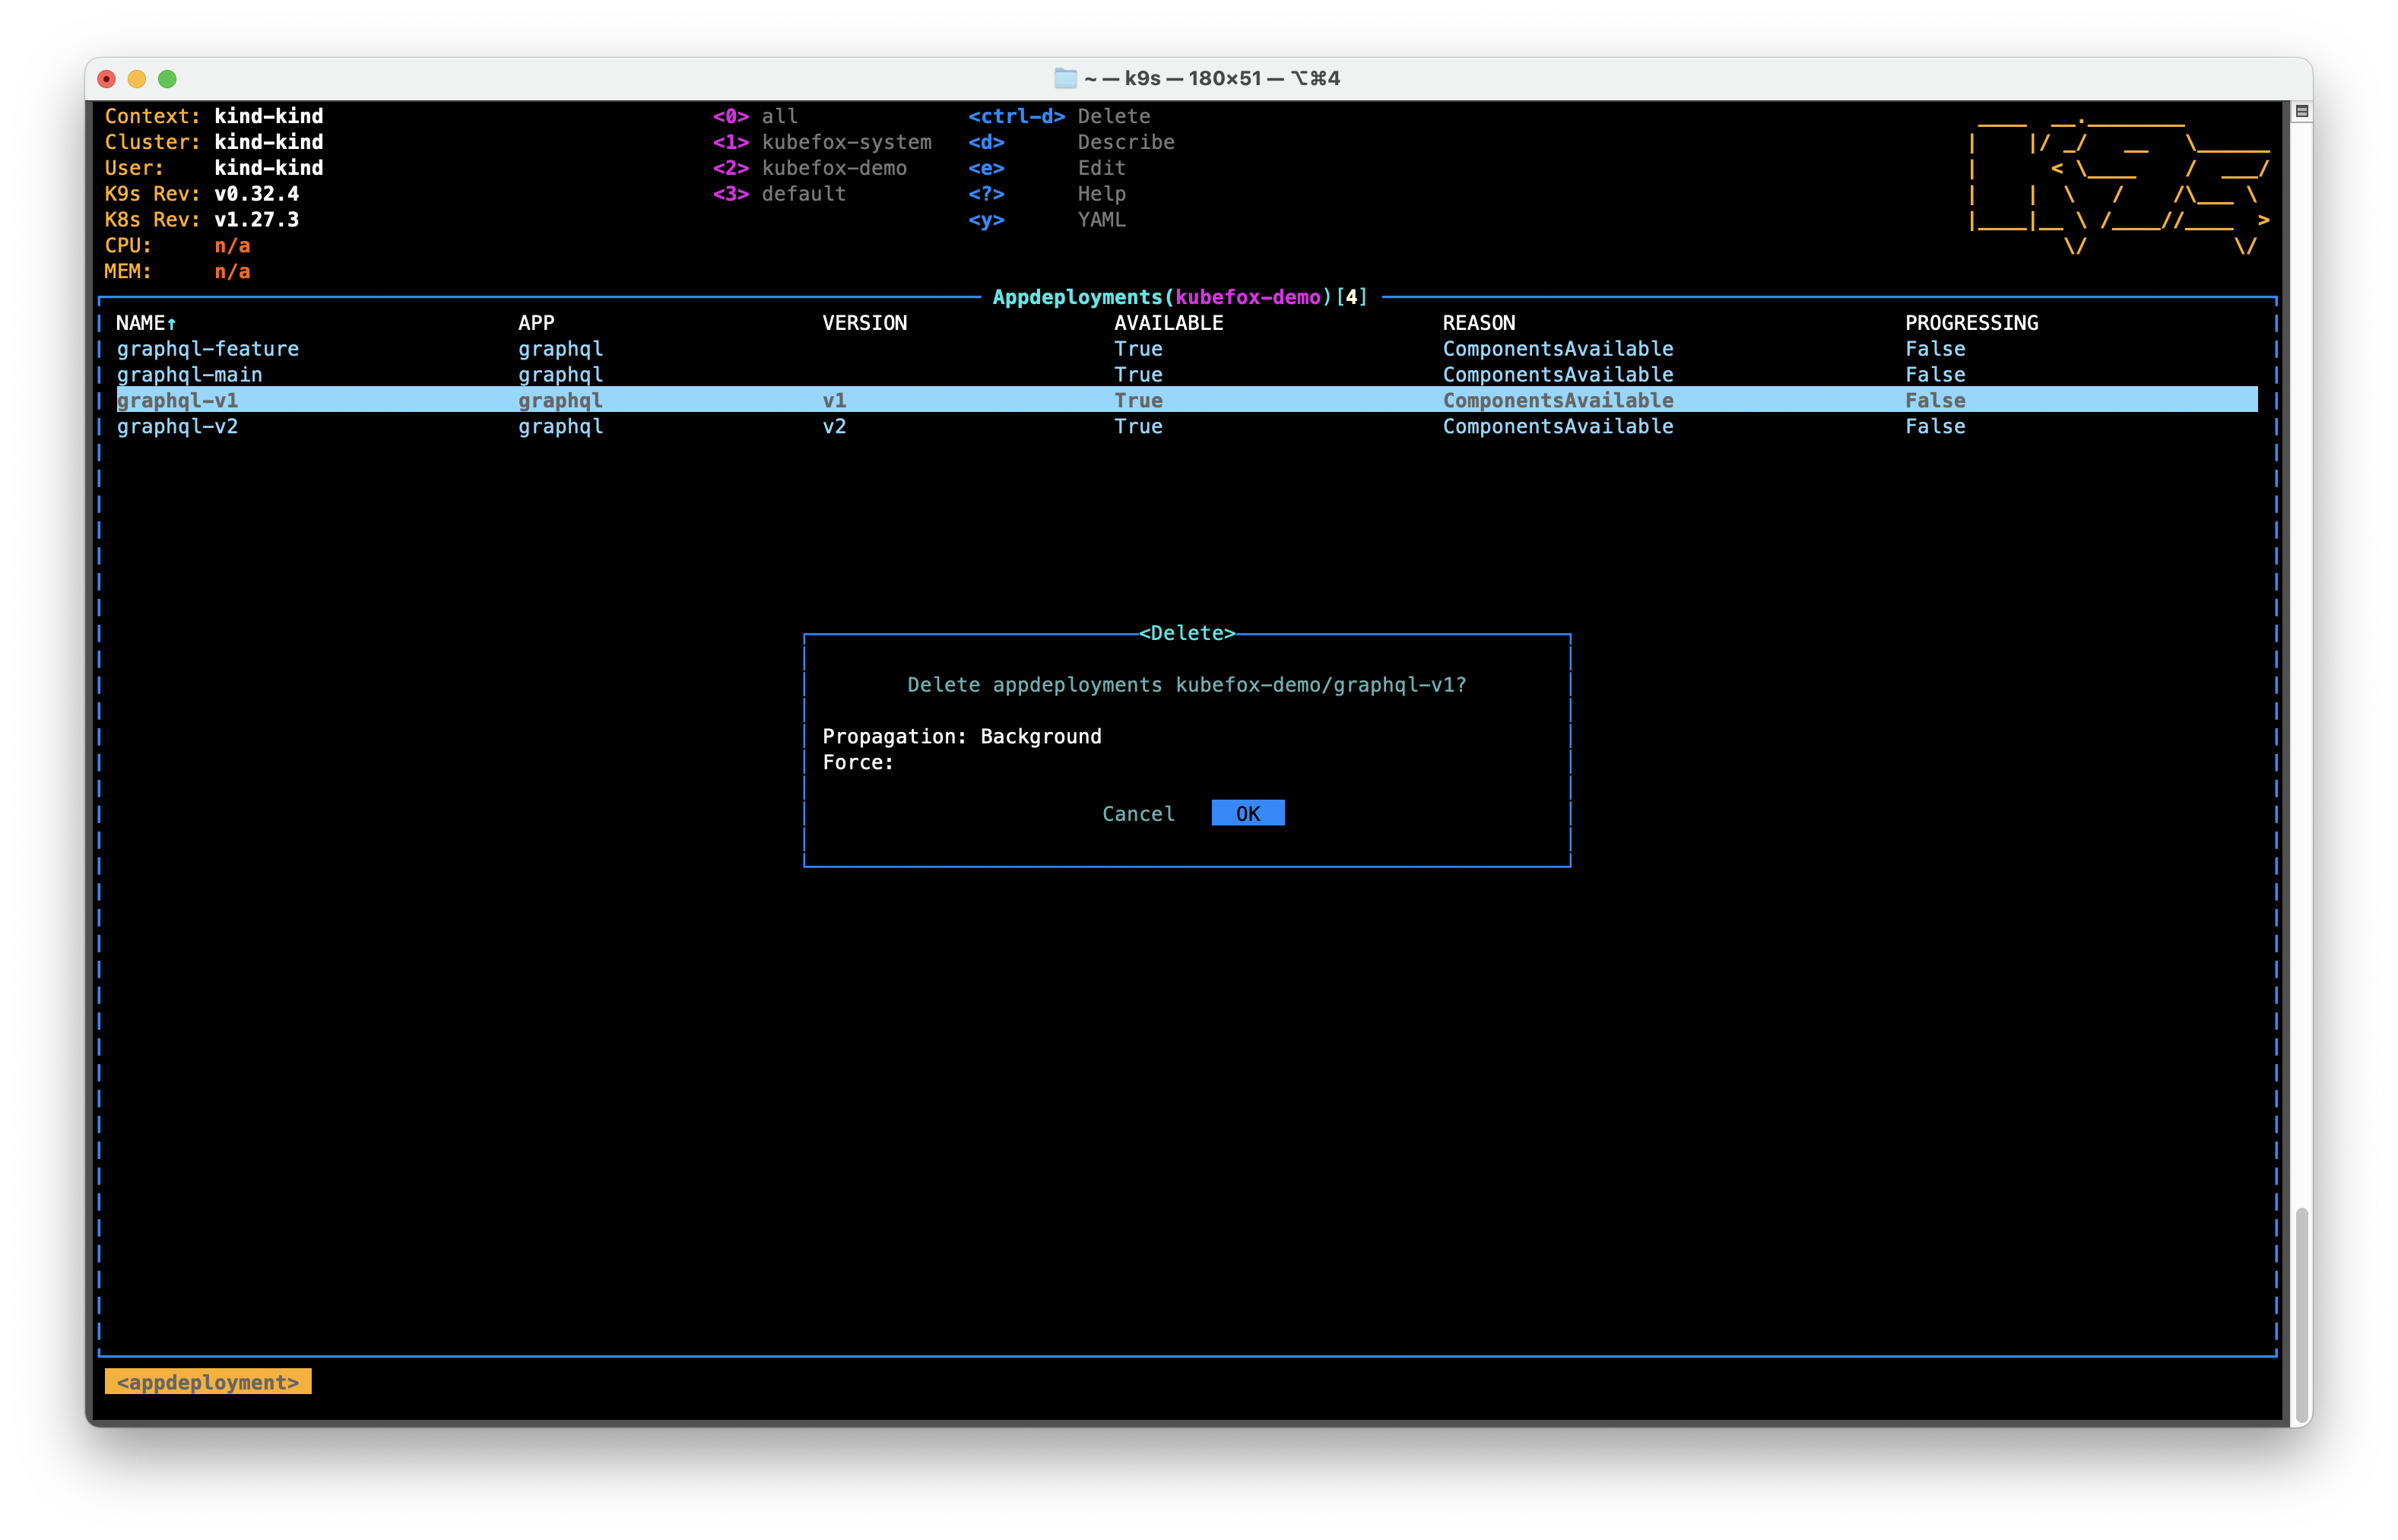 ~ — k9s — 180×51 — ⌥⌘4
Context: kind-kind <0> all <ctrl-d> Delete
Cluster: kind-kind <1> kubefox-system <d> Describe
User: kind-kind <2> kubefox-demo <e> Edit
K9s Rev: v0.32.4 <3> default <?> Help
K8s Rev: v1.27.3 <y> YAML
CPU: n/a
MEM: n/a
K9s
Appdeployments(kubefox-demo)[4]
NAME↑ APP VERSION AVAILABLE REASON PROGRESSING
graphql-feature graphql True ComponentsAvailable False
graphql-main graphql True ComponentsAvailable False
graphql-v1 graphql v1 True ComponentsAvailable False
graphql-v2 graphql v2 True ComponentsAvailable False
<Delete>
Delete appdeployments kubefox-demo/graphql-v1?
Propagation: Background
Force:
Cancel OK
<appdeployment>